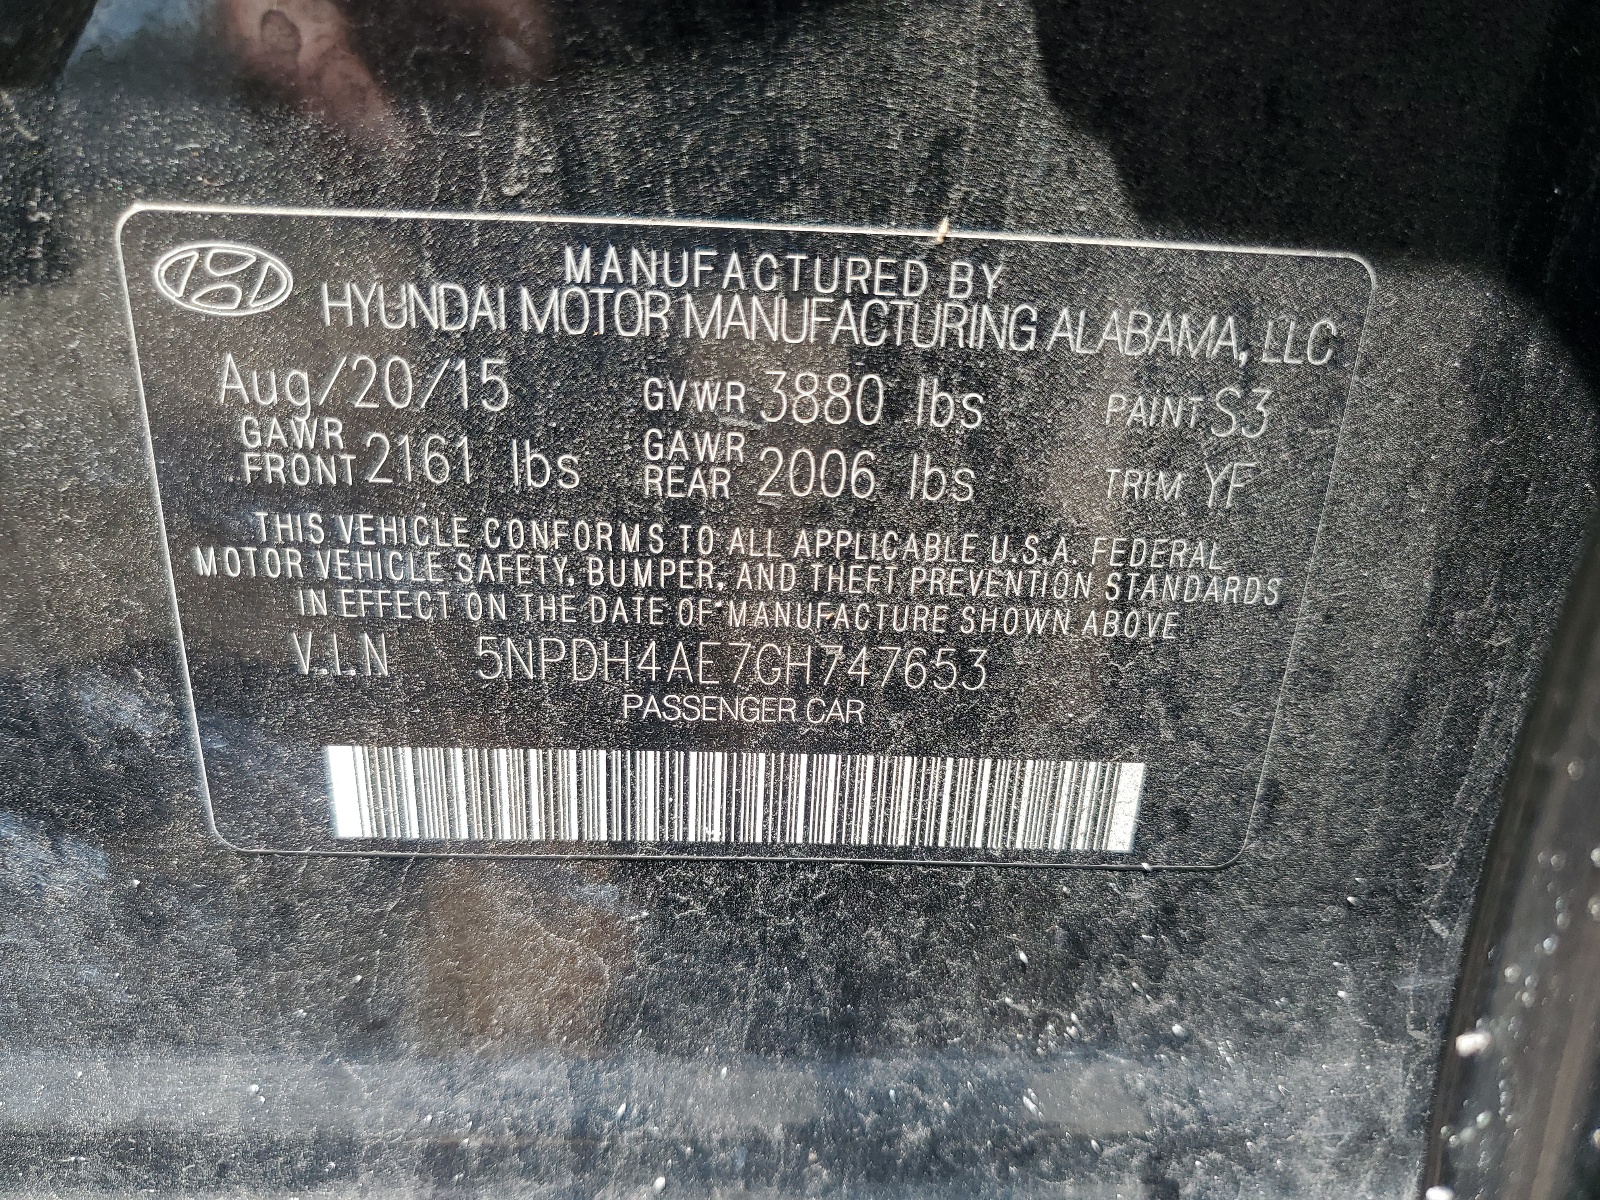 MANUFACTURED BY
HYUNDAI MOTOR MANUFACTURING ALABAMA, LLC
Aug/20/15 GVWR 3880 lbs PAINT S3
GAWR FRONT 2161 lbs GAWR REAR 2006 lbs TRIM YF
THIS VEHICLE CONFORMS TO ALL APPLICABLE U.S.A. FEDERAL
MOTOR VEHICLE SAFETY, BUMPER, AND THEFT PREVENTION STANDARDS
IN EFFECT ON THE DATE OF MANUFACTURE SHOWN ABOVE
V.I.N 5NPDH4AE7GH747653
PASSENGER CAR